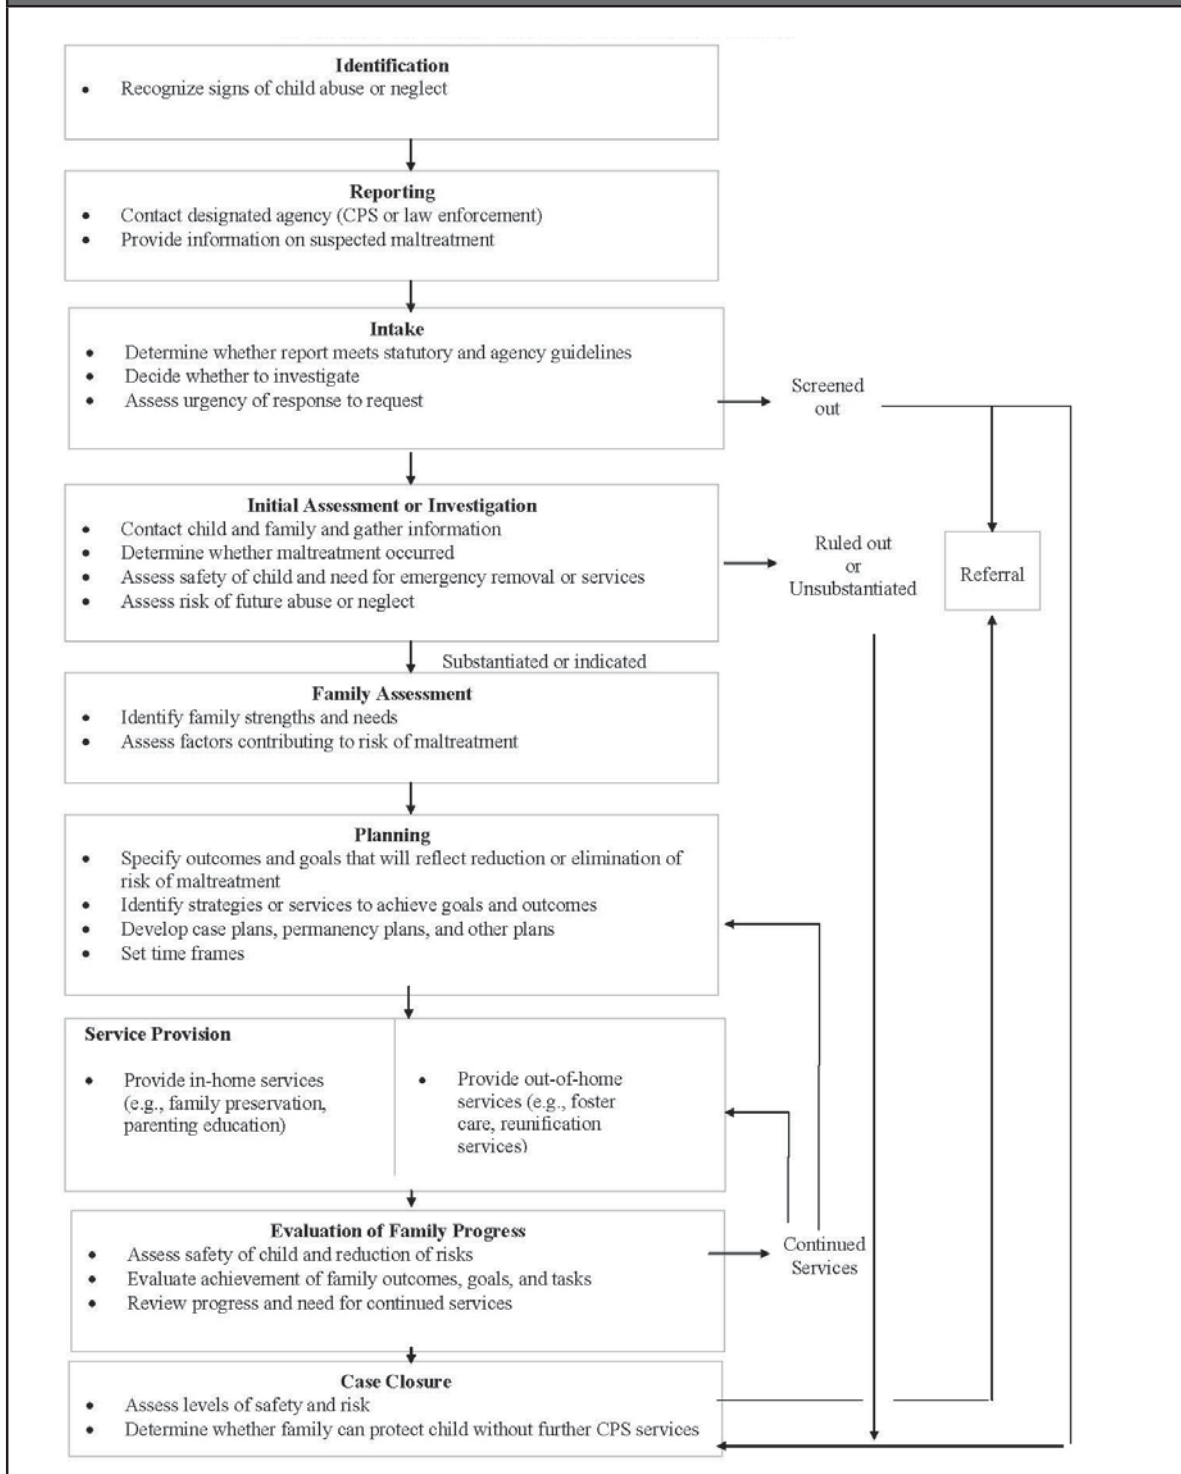 Identification
• Recognize signs of child abuse or neglect
Reporting
• Contact designated agency (CPS or law enforcement)
• Provide information on suspected maltreatment
Intake
• Determine whether report meets statutory and agency guidelines
• Decide whether to investigate
• Assess urgency of response to request
Screened
out
Initial Assessment or Investigation
• Contact child and family and gather information
• Determine whether maltreatment occurred
• Assess safety of child and need for emergency removal or services
• Assess risk of future abuse or neglect
Ruled out
or
Unsubstantiated
Referral
Substantiated or indicated
Family Assessment
• Identify family strengths and needs
• Assess factors contributing to risk of maltreatment
Planning
• Specify outcomes and goals that will reflect reduction or elimination of
risk of maltreatment
• Identify strategies or services to achieve goals and outcomes
• Develop case plans, permanency plans, and other plans
• Set time frames
Service Provision
• Provide in-home services
(e.g., family preservation,
parenting education)
• Provide out-of-home
services (e.g., foster
care, reunification
services)
Evaluation of Family Progress
• Assess safety of child and reduction of risks
• Evaluate achievement of family outcomes, goals, and tasks
• Review progress and need for continued services
Continued
Services
Case Closure
• Assess levels of safety and risk
• Determine whether family can protect child without further CPS services